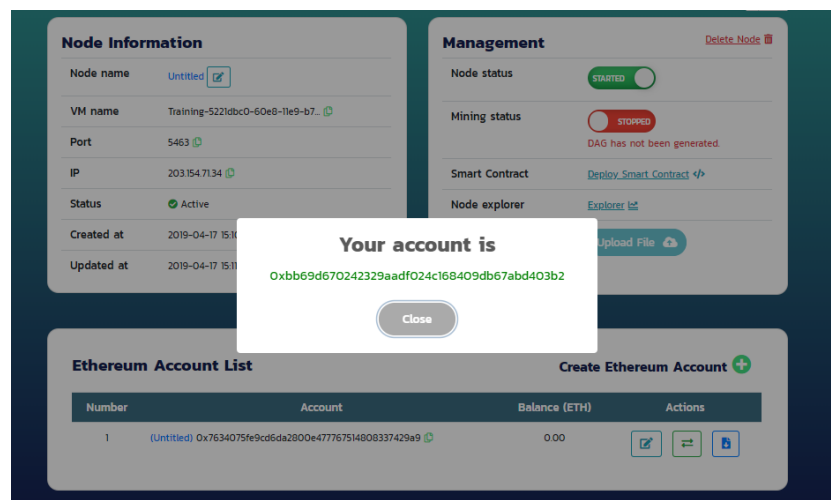 Node Information
Node name
Untitled
VM name
Training-5221dbc0-60e8-11e9-b7...
Port
5463
IP
203.154.71.34
Status
Active
Created at
2019-04-17 15:10
Updated at
2019-04-17 15:11
Management
Delete Node
Node status
STARTED
Mining status
STOPPED
DAG has not been generated.
Smart Contract
Deploy Smart Contract </>
Node explorer
Explorer
Upload File
Your account is
0xbb69d670242329aadf024c168409db67abd403b2
Close
Ethereum Account List
Create Ethereum Account
Number Account Balance (ETH) Actions
1 (Untitled) 0x7634075fe9cd6da2800e477767514808337429a9 0.00